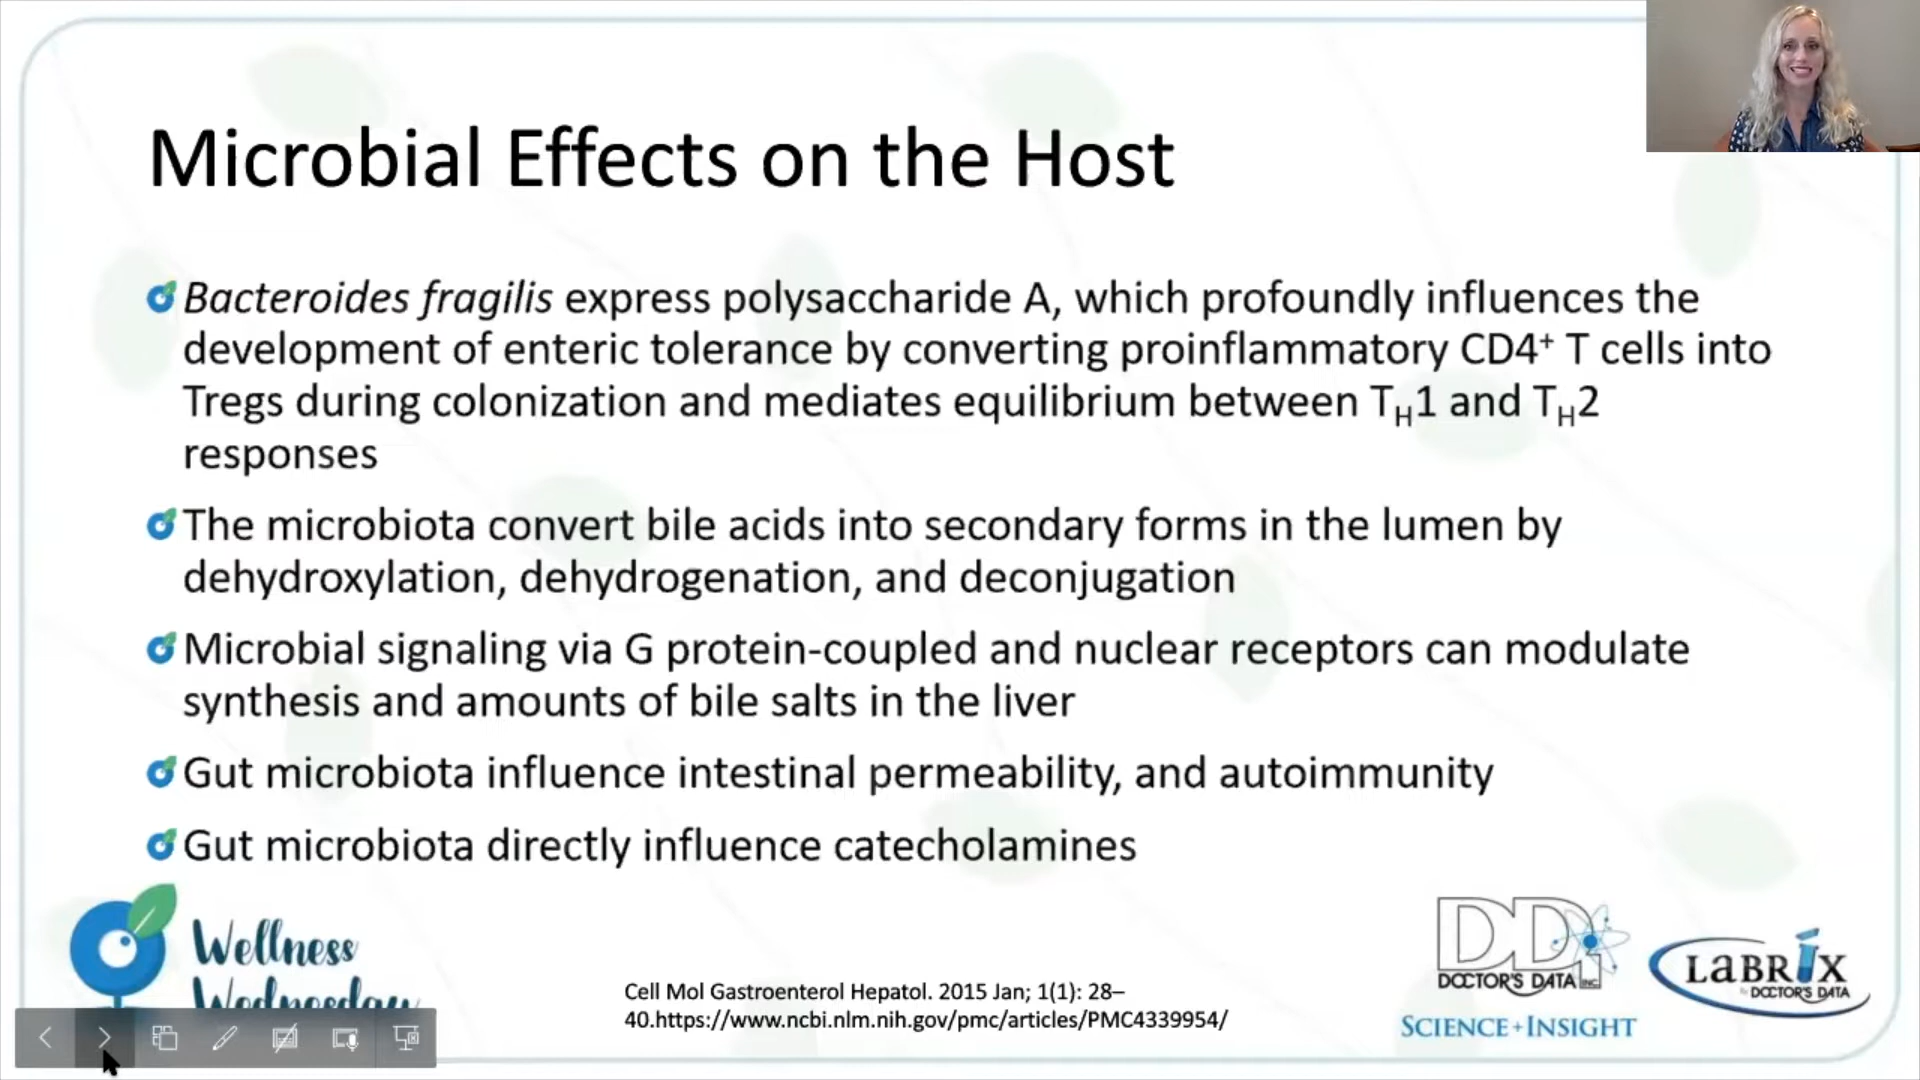 Microbial Effects on the Host
Bacteroides fragilis express polysaccharide A, which profoundly influences the
development of enteric tolerance by converting proinflammatory CD4⁺ T cells into
Tregs during colonization and mediates equilibrium between T_H1 and T_H2
responses
The microbiota convert bile acids into secondary forms in the lumen by
dehydroxylation, dehydrogenation, and deconjugation
Microbial signaling via G protein-coupled and nuclear receptors can modulate
synthesis and amounts of bile salts in the liver
Gut microbiota influence intestinal permeability, and autoimmunity
Gut microbiota directly influence catecholamines
Wellness
Wednesday
Cell Mol Gastroenterol Hepatol. 2015 Jan; 1(1): 28–
40.https://www.ncbi.nlm.nih.gov/pmc/articles/PMC4339954/
DDI
DOCTOR'S DATA INC
SCIENCE + INSIGHT
LABRIX
by DOCTOR'S DATA